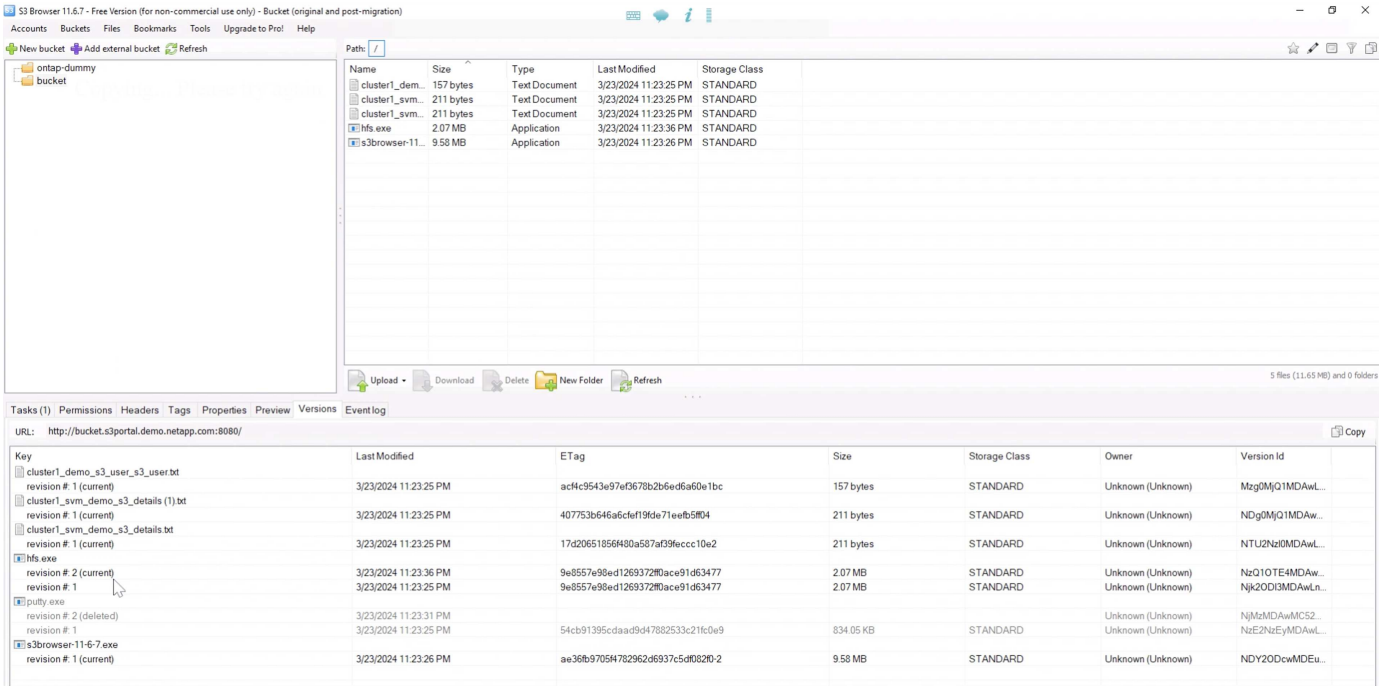 S3 Browser 11.6.7 - Free Version (for non-commercial use only) - Bucket (original and post-migration)
Accounts Buckets Files Bookmarks Tools Upgrade to Pro! Help
New bucket Add external bucket Refresh
Path: /
ontap-dummy
bucket
Name Size Type Last Modified Storage Class
cluster1_dem... 157 bytes Text Document 3/23/2024 11:23:25 PM STANDARD
cluster1_svm... 211 bytes Text Document 3/23/2024 11:23:25 PM STANDARD
cluster1_svm... 211 bytes Text Document 3/23/2024 11:23:25 PM STANDARD
hfs.exe 2.07 MB Application 3/23/2024 11:23:36 PM STANDARD
s3browser-11... 9.58 MB Application 3/23/2024 11:23:26 PM STANDARD
Upload Download Delete New Folder Refresh
5 files (11.65 MB) and 0 folders
Tasks (1) Permissions Headers Tags Properties Preview Versions Event log
URL: http://bucket.s3portal.demo.netapp.com:8080/
Copy
Key Last Modified ETag Size Storage Class Owner Version Id
cluster1_demo_s3_user_s3_user.txt
revision #: 1 (current) 3/23/2024 11:23:25 PM acf4c9543e97ef3678b2b6ed6a60e1bc 157 bytes STANDARD Unknown (Unknown) Mzg0MjQ1MDAwL...
cluster1_svm_demo_s3_details (1).txt
revision #: 1 (current) 3/23/2024 11:23:25 PM 407753b646a6cfef19fde71eefb5ff04 211 bytes STANDARD Unknown (Unknown) NDg0MjQ1MDAw...
cluster1_svm_demo_s3_details.txt
revision #: 1 (current) 3/23/2024 11:23:25 PM 17d20651856f480a587af39feccc10e2 211 bytes STANDARD Unknown (Unknown) NTU2NzI0MDAwL...
hfs.exe
revision #: 2 (current) 3/23/2024 11:23:36 PM 9e8557e98ed1269372ff0ace91d63477 2.07 MB STANDARD Unknown (Unknown) NzQ1OTE4MDAw...
revision #: 1 3/23/2024 11:23:25 PM 9e8557e98ed1269372ff0ace91d63477 2.07 MB STANDARD Unknown (Unknown) Njk2ODI3MDAwLn...
putty.exe
revision #: 2 (deleted) 3/23/2024 11:23:31 PM Unknown (Unknown) NjMzMDAwMC52...
revision #: 1 3/23/2024 11:23:25 PM 54cb91395cdaad9d47882533c21fc0e9 834.05 KB STANDARD Unknown (Unknown) NzE2NzEyMDAwL...
s3browser-11-6-7.exe
revision #: 1 (current) 3/23/2024 11:23:26 PM ae36fb9705f4782962d6937c5df082f0-2 9.58 MB STANDARD Unknown (Unknown) NDY2ODcwMDEu...